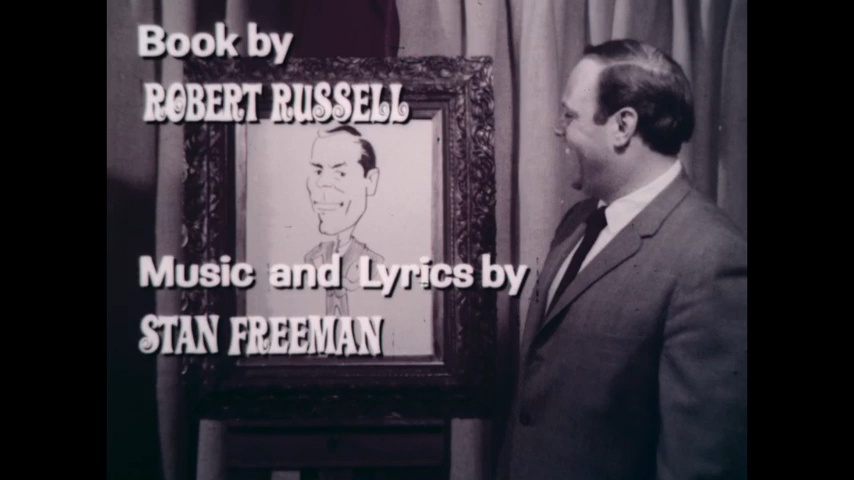 Book by
ROBERT RUSSELL
Music and Lyrics by
STAN FREEMAN